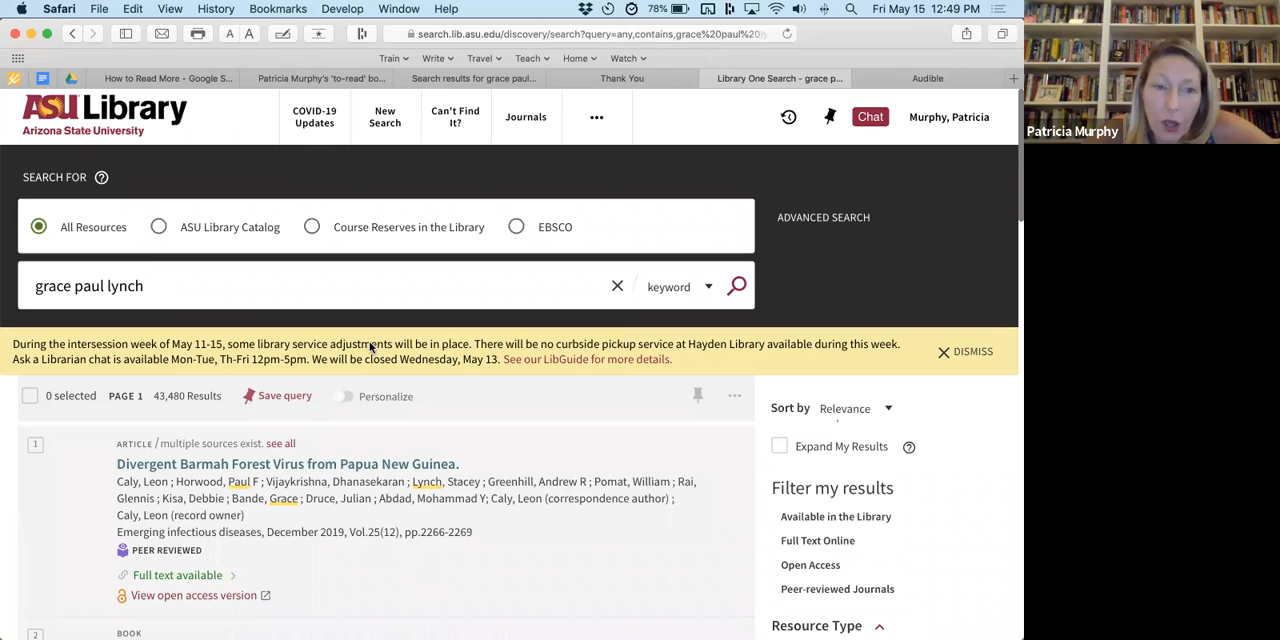 Safari File Edit View History Bookmarks Develop Window Help 78% Fri May 15 12:49 PM
A A search.lib.asu.edu/discovery/search?query=any,contains,grace%20paul%20ly
Train Write Travel Teach Home Watch
How to Read More - Google S... Patricia Murphy's 'to-read' bo... Search results for grace paul... Thank You Library One Search - grace p... Audible
ASU Library
Arizona State University
COVID-19 Updates
New Search
Can't Find It?
Journals
Chat
Murphy, Patricia
Patricia Murphy
SEARCH FOR
All Resources ASU Library Catalog Course Reserves in the Library EBSCO
ADVANCED SEARCH
grace paul lynch keyword
During the intersession week of May 11-15, some library service adjustments will be in place. There will be no curbside pickup service at Hayden Library available during this week.
Ask a Librarian chat is available Mon-Tue, Th-Fri 12pm-5pm. We will be closed Wednesday, May 13. See our LibGuide for more details.
DISMISS
0 selected PAGE 1 43,480 Results Save query Personalize
1
ARTICLE / multiple sources exist. see all
Divergent Barmah Forest Virus from Papua New Guinea.
Caly, Leon ; Horwood, Paul F ; Vijaykrishna, Dhanasekaran ; Lynch, Stacey ; Greenhill, Andrew R ; Pomat, William ; Rai,
Glennis ; Kisa, Debbie ; Bande, Grace ; Druce, Julian ; Abdad, Mohammad Y; Caly, Leon (correspondence author) ;
Caly, Leon (record owner)
Emerging infectious diseases, December 2019, Vol.25(12), pp.2266-2269
PEER REVIEWED
Full text available
View open access version
2
BOOK
Sort by Relevance
Expand My Results
Filter my results
Available in the Library
Full Text Online
Open Access
Peer-reviewed Journals
Resource Type